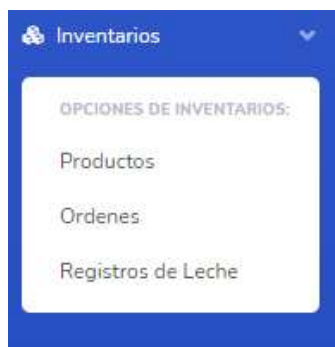 Inventarios
OPCIONES DE INVENTARIOS:
Productos
Ordenes
Registros de Leche